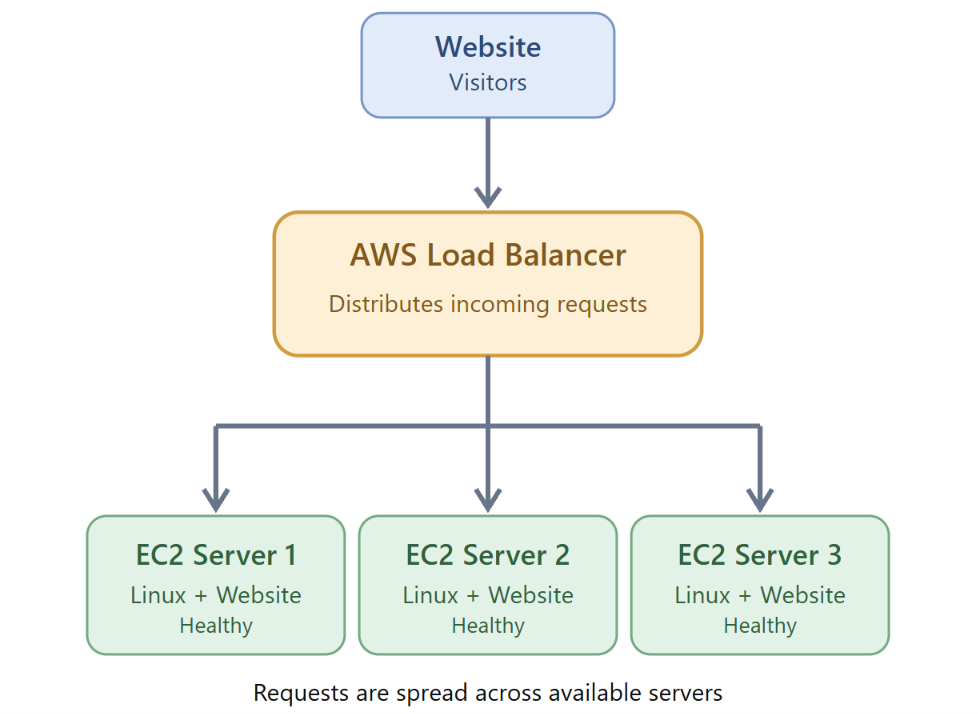 Website
Visitors
AWS Load Balancer
Distributes incoming requests
EC2 Server 1
Linux + Website
Healthy
EC2 Server 2
Linux + Website
Healthy
EC2 Server 3
Linux + Website
Healthy
Requests are spread across available servers